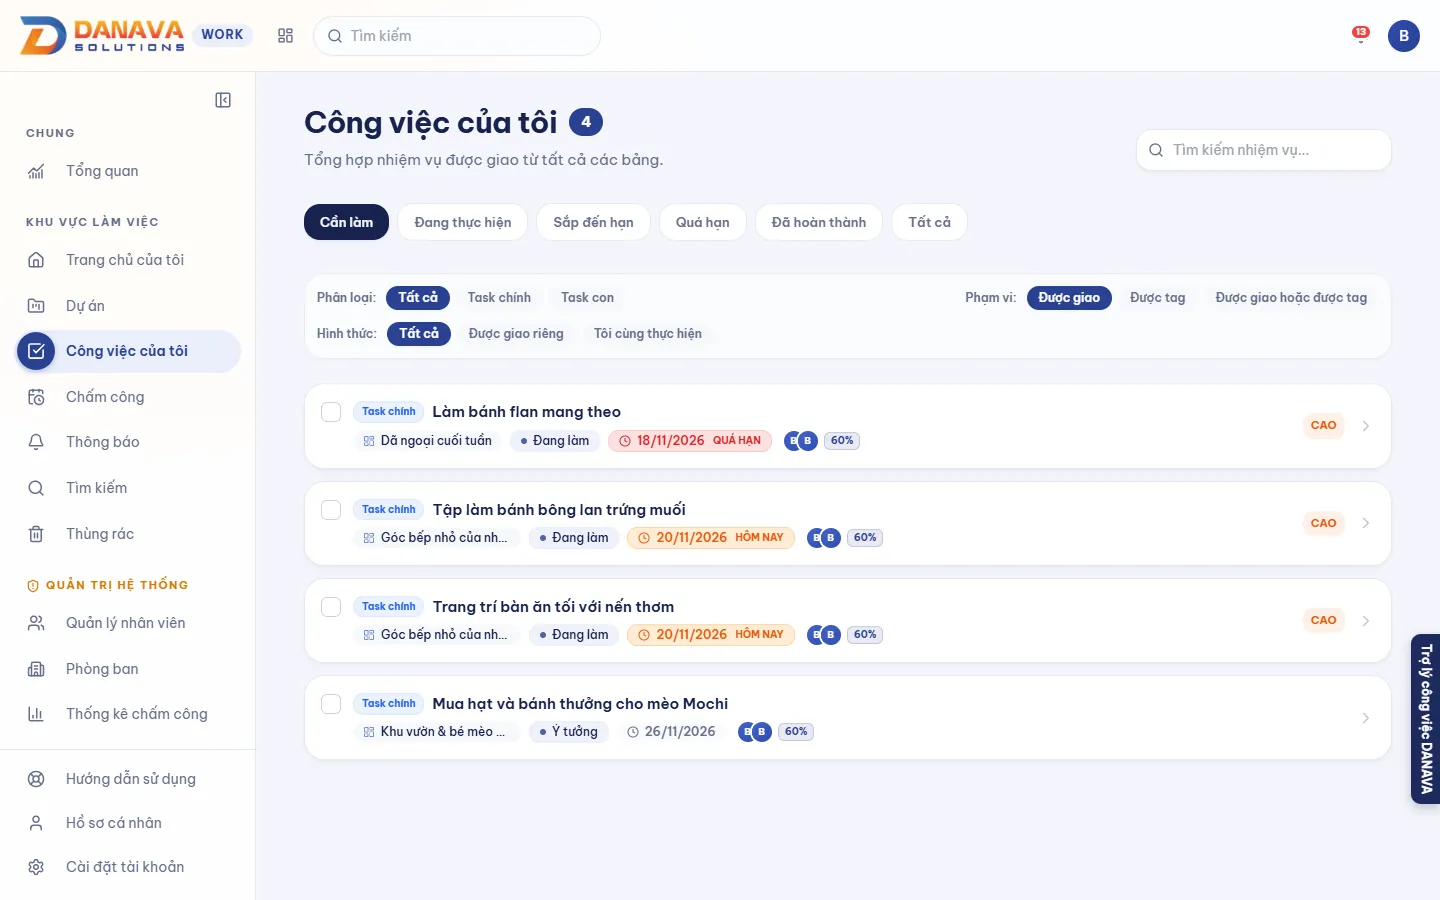 DANAVA
SOLUTIONS
WORK
Tìm kiếm
13
B
CHUNG
Tổng quan
KHU VỰC LÀM VIỆC
Trang chủ của tôi
Dự án
Công việc của tôi
Chấm công
Thông báo
Tìm kiếm
Thùng rác
QUẢN TRỊ HỆ THỐNG
Quản lý nhân viên
Phòng ban
Thống kê chấm công
Hướng dẫn sử dụng
Hồ sơ cá nhân
Cài đặt tài khoản
Công việc của tôi 4
Tổng hợp nhiệm vụ được giao từ tất cả các bảng.
Tìm kiếm nhiệm vụ...
Cần làm Đang thực hiện Sắp đến hạn Quá hạn Đã hoàn thành Tất cả
Phân loại: Tất cả Task chính Task con
Phạm vi: Được giao Được tag Được giao hoặc được tag
Hình thức: Tất cả Được giao riêng Tôi cùng thực hiện
Task chính Làm bánh flan mang theo
Dã ngoại cuối tuần Đang làm 18/11/2026 QUÁ HẠN B B 60%
CAO
Task chính Tập làm bánh bông lan trứng muối
Góc bếp nhỏ của nh... Đang làm 20/11/2026 HÔM NAY B B 60%
CAO
Task chính Trang trí bàn ăn tối với nến thơm
Góc bếp nhỏ của nh... Đang làm 20/11/2026 HÔM NAY B B 60%
CAO
Task chính Mua hạt và bánh thưởng cho mèo Mochi
Khu vườn & bé mèo ... Ý tưởng 26/11/2026 B B 60%
Trợ lý công việc DANAVA